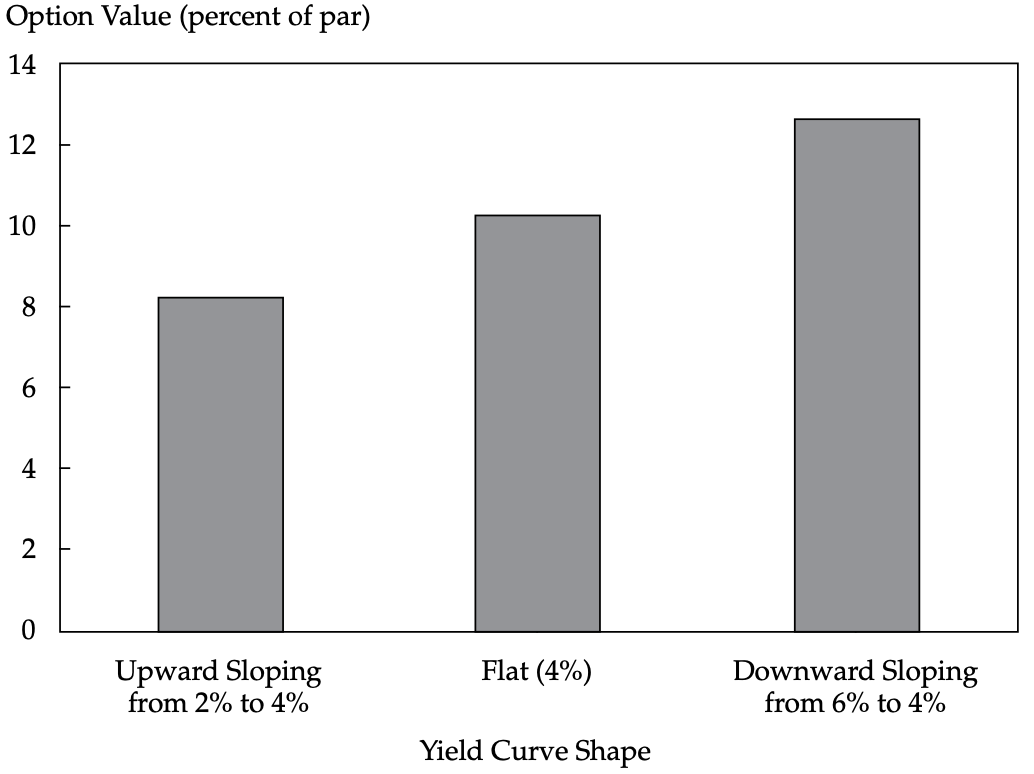 Option Value (percent of par)
14
12
10
8
6
4
2
0
Upward Sloping
from 2% to 4%
Flat (4%)
Downward Sloping
from 6% to 4%
Yield Curve Shape